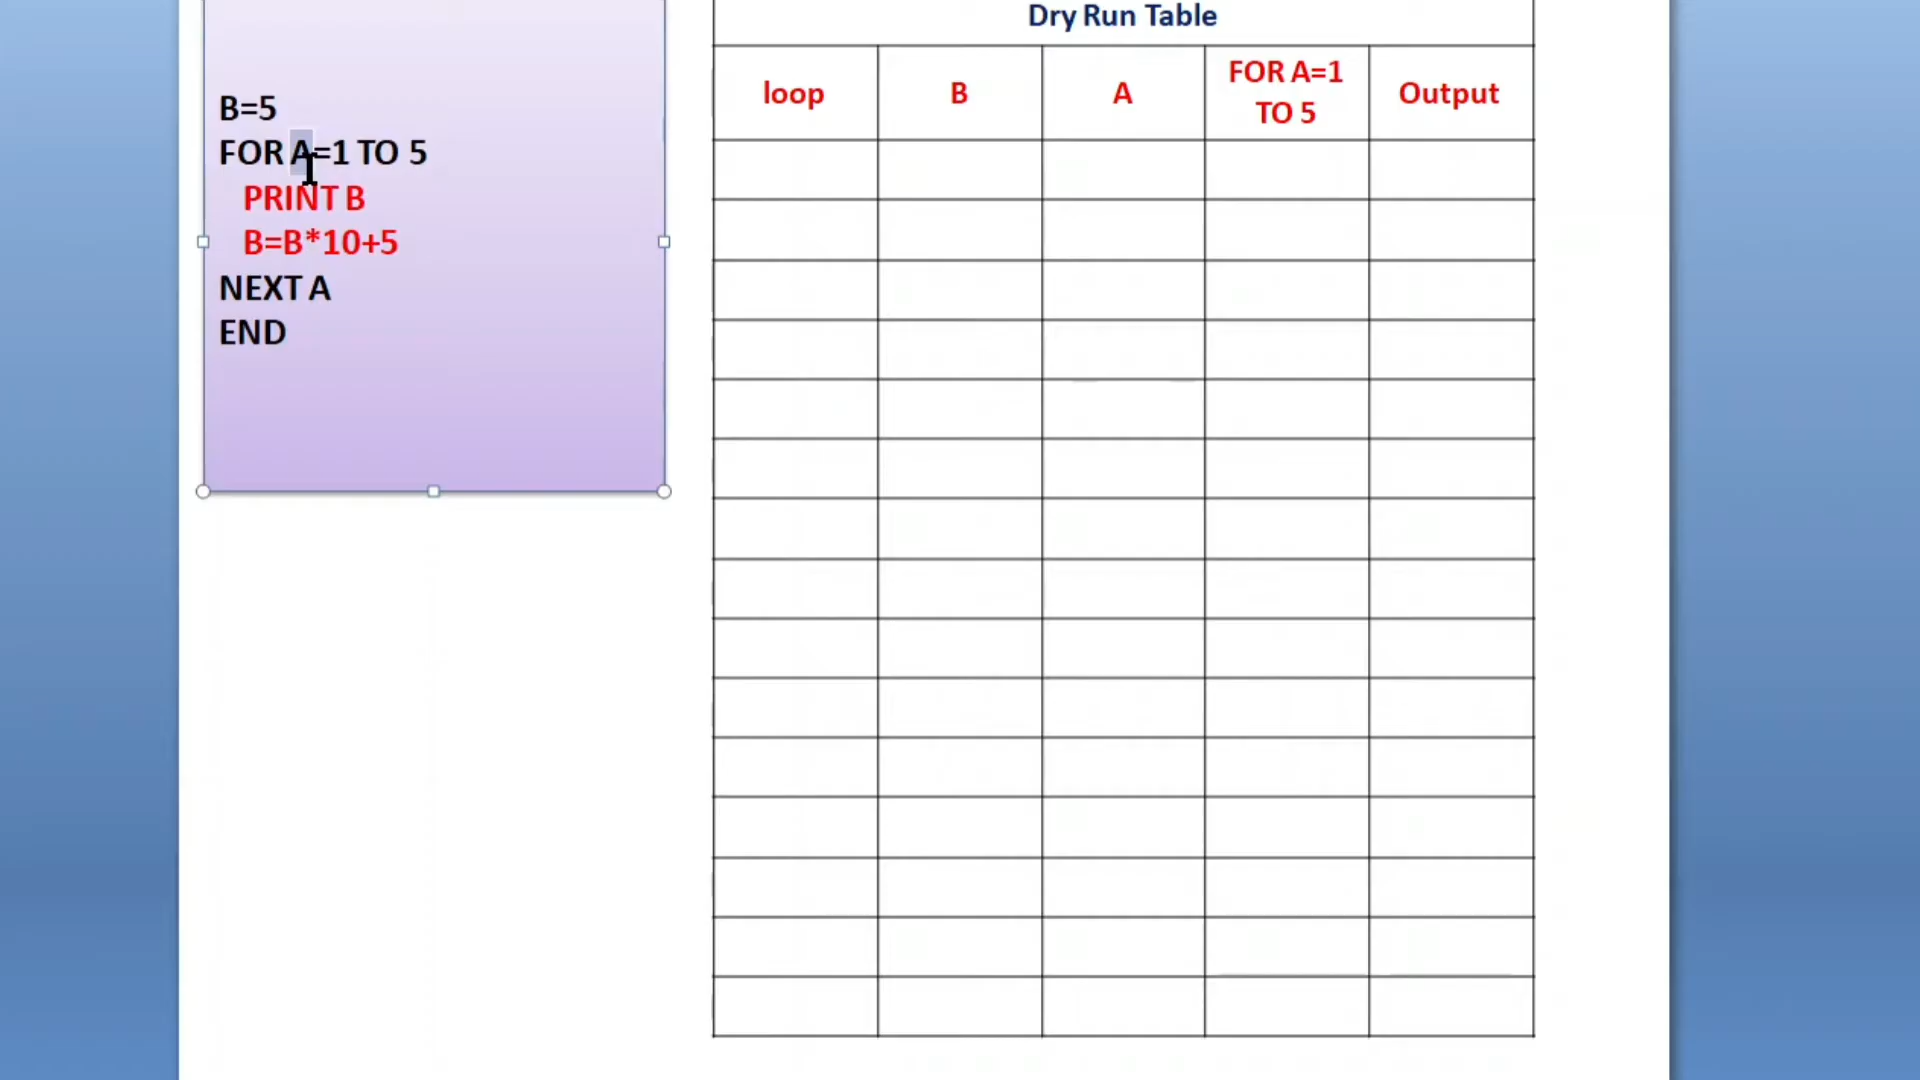 B=5
FOR A=1 TO 5
PRINT B
B=B*10+5
NEXT A
END
Dry Run Table
loop
B
A
FOR A=1
TO 5
Output